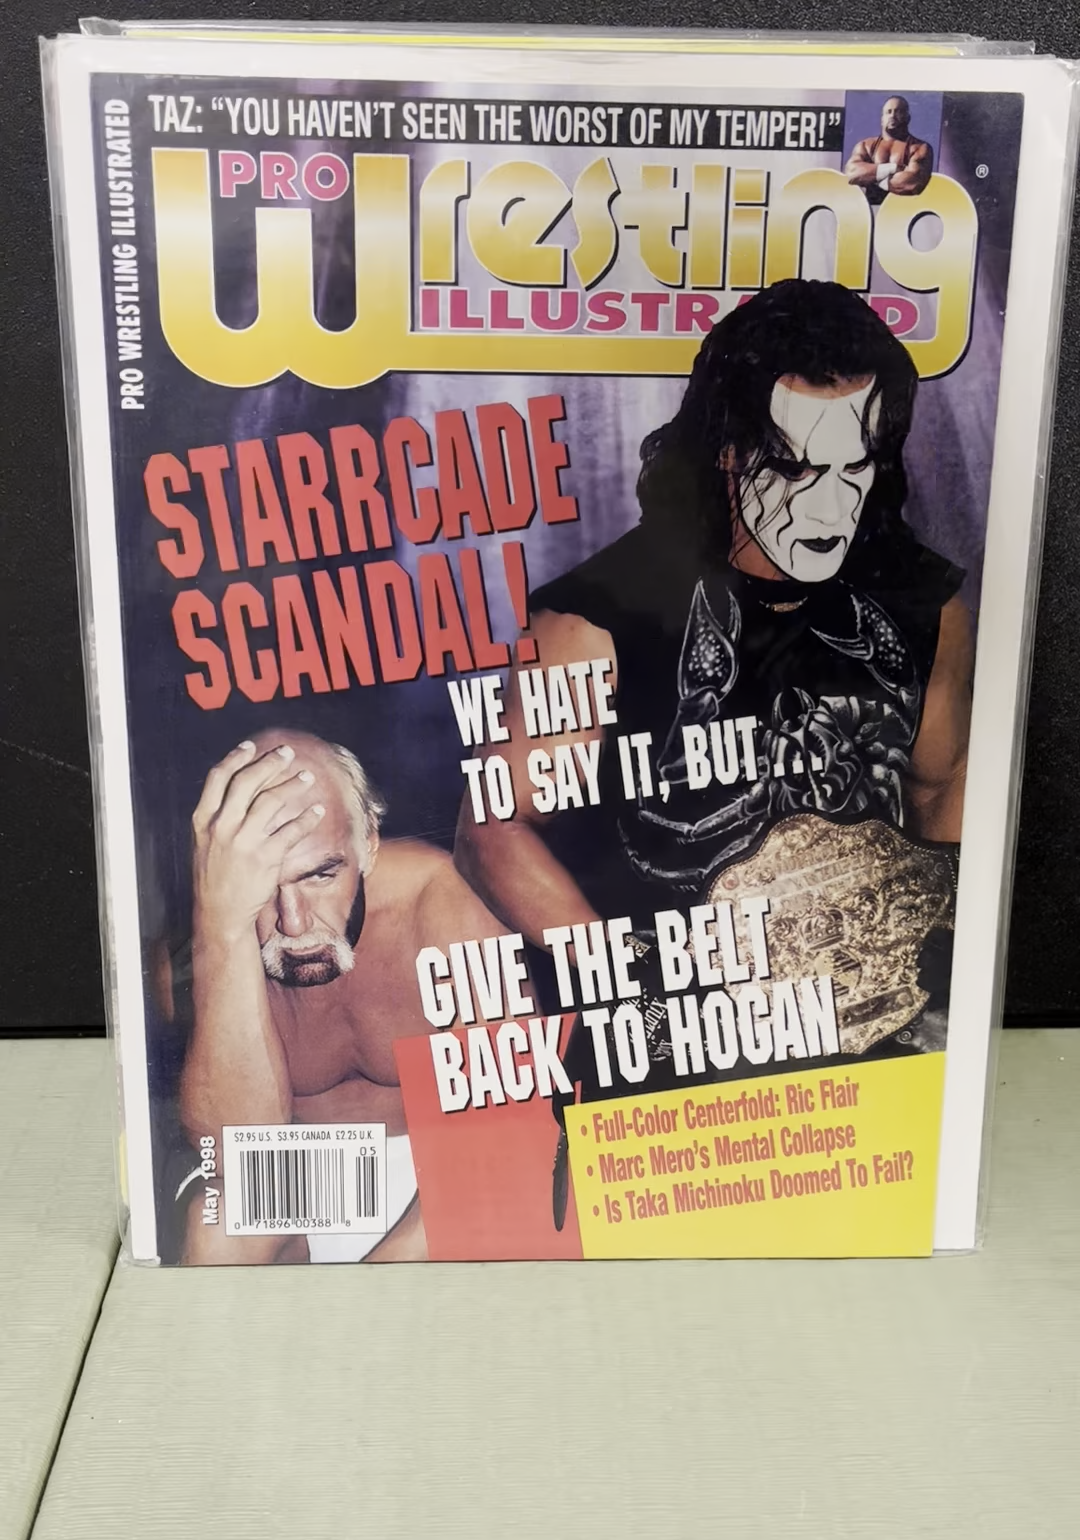 TAZ: “YOU HAVEN’T SEEN THE WORST OF MY TEMPER!”
PRO WRESTLING ILLUSTRATED
PRO
Wrestling
®
ILLUSTRATED
STARRCADE
SCANDAL!
WE HATE
TO SAY IT, BUT...
GIVE THE BELT
BACK TO HOGAN
• Full-Color Centerfold: Ric Flair
• Marc Mero’s Mental Collapse
• Is Taka Michinoku Doomed To Fail?
May 1998
$2.95 U.S. $3.95 CANADA £2.25 U.K.
05
0 71896 00388 8